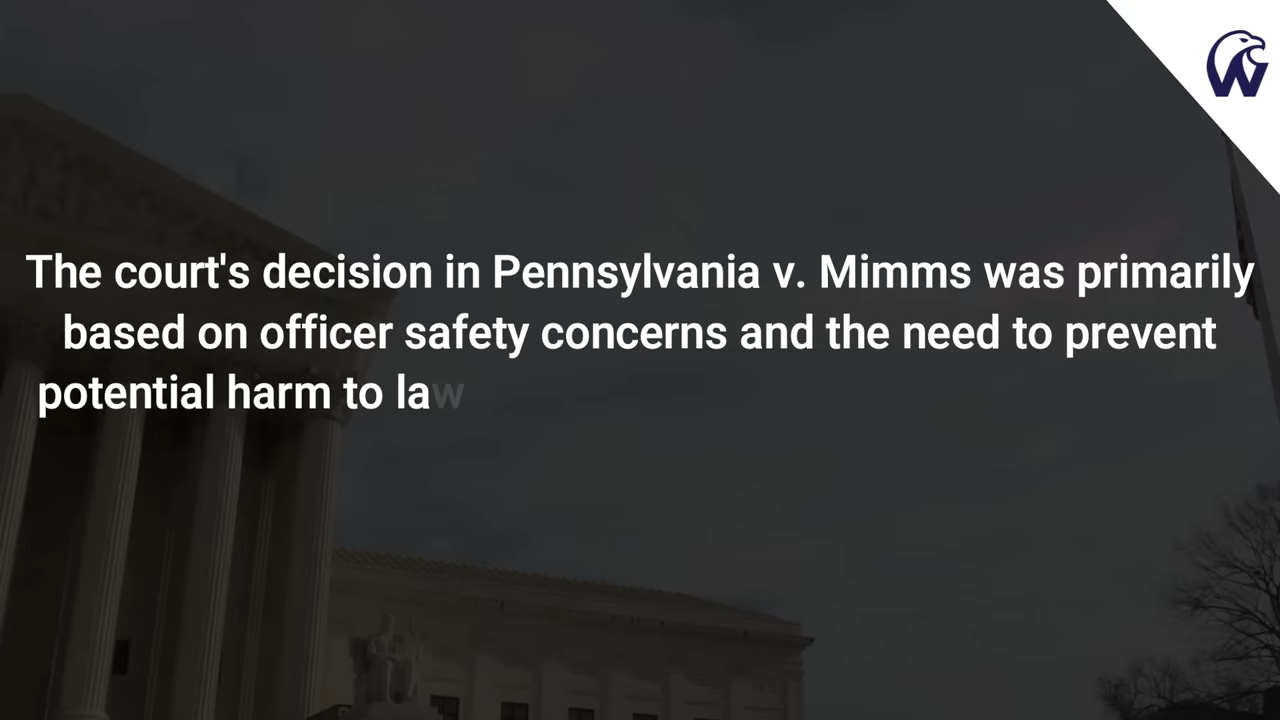 The court's decision in Pennsylvania v. Mimms was primarily
based on officer safety concerns and the need to prevent
potential harm to law